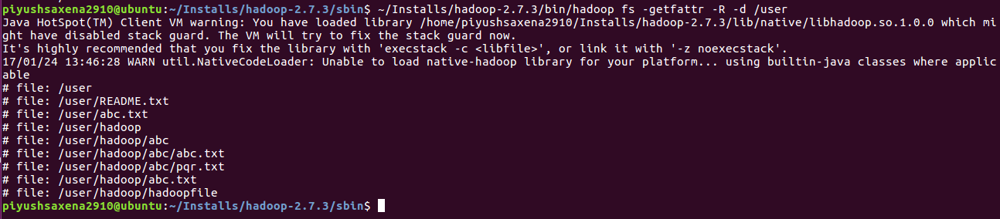 piyushsaxena2910@ubuntu:~/Installs/hadoop-2.7.3/sbin$ ~/Installs/hadoop-2.7.3/bin/hadoop fs -getfattr -R -d /user
Java HotSpot(TM) Client VM warning: You have loaded library /home/piyushsaxena2910/Installs/hadoop-2.7.3/lib/native/libhadoop.so.1.0.0 which mi
ght have disabled stack guard. The VM will try to fix the stack guard now.
It's highly recommended that you fix the library with 'execstack -c <libfile>', or link it with '-z noexecstack'.
17/01/24 13:46:28 WARN util.NativeCodeLoader: Unable to load native-hadoop library for your platform... using builtin-java classes where applic
able
# file: /user
# file: /user/README.txt
# file: /user/abc.txt
# file: /user/hadoop
# file: /user/hadoop/abc
# file: /user/hadoop/abc/abc.txt
# file: /user/hadoop/abc/pqr.txt
# file: /user/hadoop/abc.txt
# file: /user/hadoop/hadoopfile
piyushsaxena2910@ubuntu:~/Installs/hadoop-2.7.3/sbin$